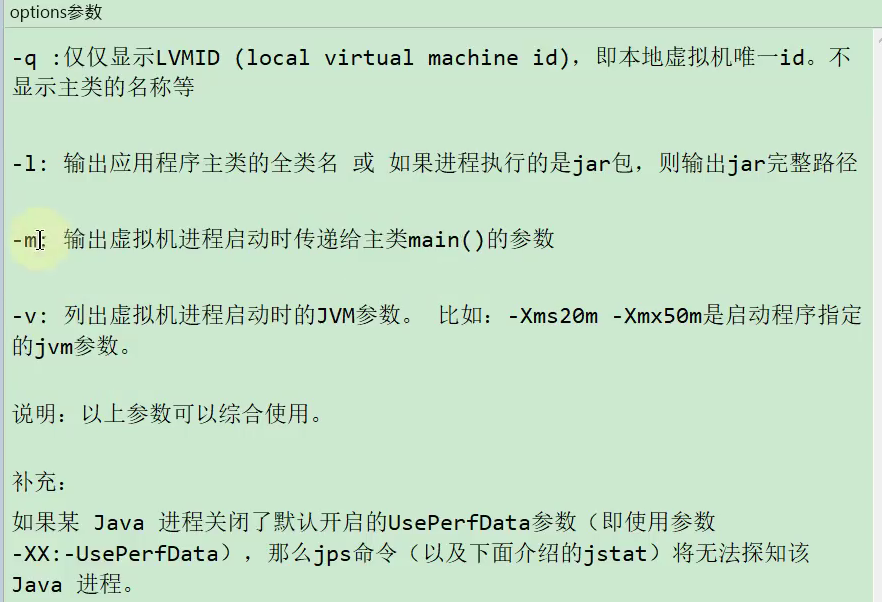 options参数
-q :仅仅显示LVMID (local virtual machine id)，即本地虚拟机唯一id。不
显示主类的名称等
-l: 输出应用程序主类的全类名 或 如果进程执行的是jar包，则输出jar完整路径
-m: 输出虚拟机进程启动时传递给主类main()的参数
-v: 列出虚拟机进程启动时的JVM参数。 比如：-Xms20m -Xmx50m是启动程序指定
的jvm参数。
说明：以上参数可以综合使用。
补充：
如果某 Java 进程关闭了默认开启的UsePerfData参数（即使用参数
-XX:-UsePerfData），那么jps命令（以及下面介绍的jstat）将无法探知该
Java 进程。